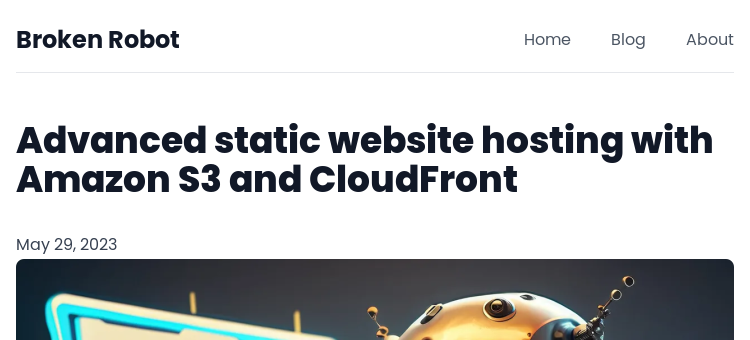 Broken Robot
Home Blog About
Advanced static website hosting with
Amazon S3 and CloudFront
May 29, 2023